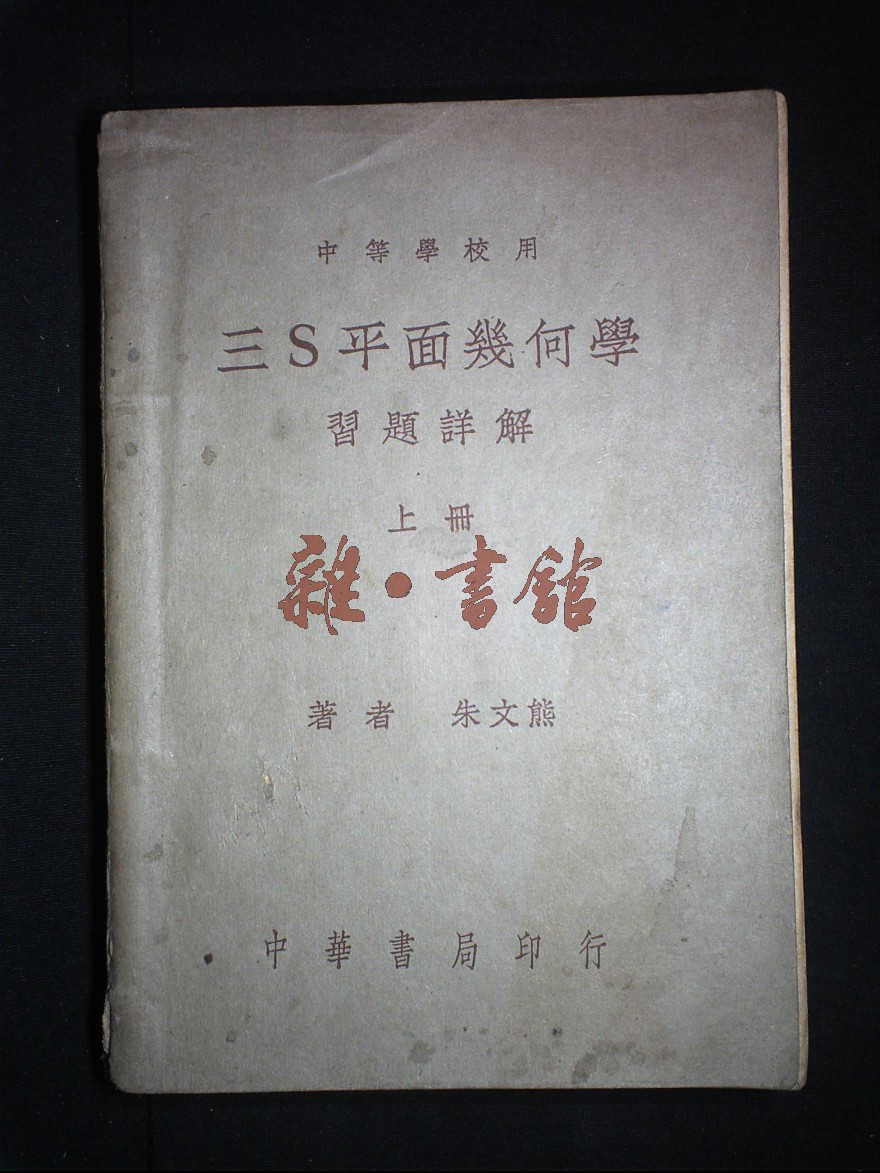 中等學校用
三S平面幾何學
習題詳解
上冊
雜·書館
著者 朱文熊
中華書局印行